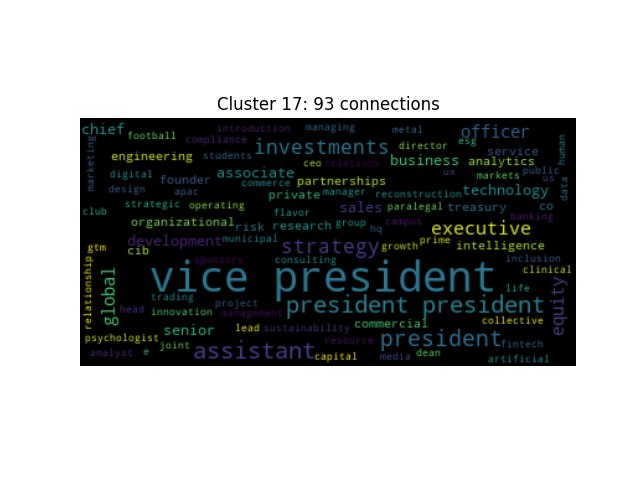 Cluster 17: 93 connections
chief football introduction managing metal officer
compliance director esg human
marketing engineering students investments ceo relations business analytics service
digital founder associate commerce partnerships ux markets public us data
design apac private manager reconstruction technology
club strategic operating flavor sales paralegal treasury co banking
organizational risk research group hq campus executive
gtm cib development municipal strategy growth prime intelligence
relationship sponsors consulting inclusion clinical
global vice president life equity
trading innovation project president president
head management collective
psychologist senior lead sustainability commercial president fintech
analyst e joint assistant resource capital media dean artificial